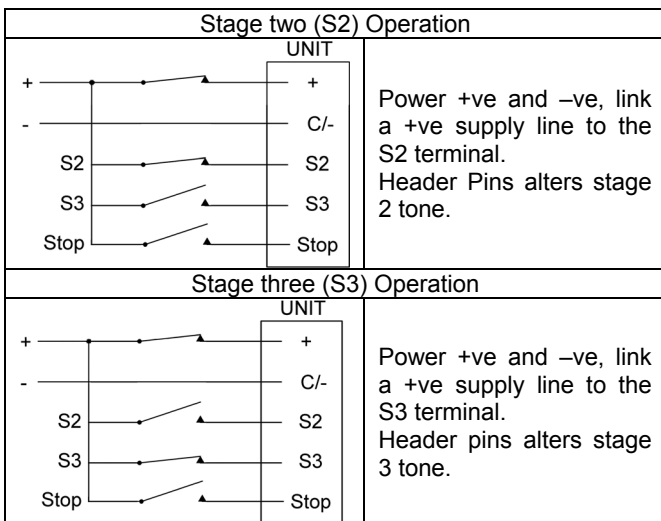 Stage two (S2) Operation
UNIT
+ +
- C/-
S2 S2
S3 S3
Stop Stop
Power +ve and –ve, link
a +ve supply line to the
S2 terminal.
Header Pins alters stage
2 tone.
Stage three (S3) Operation
UNIT
+ +
- C/-
S2 S2
S3 S3
Stop Stop
Power +ve and –ve, link
a +ve supply line to the
S3 terminal.
Header pins alters stage
3 tone.